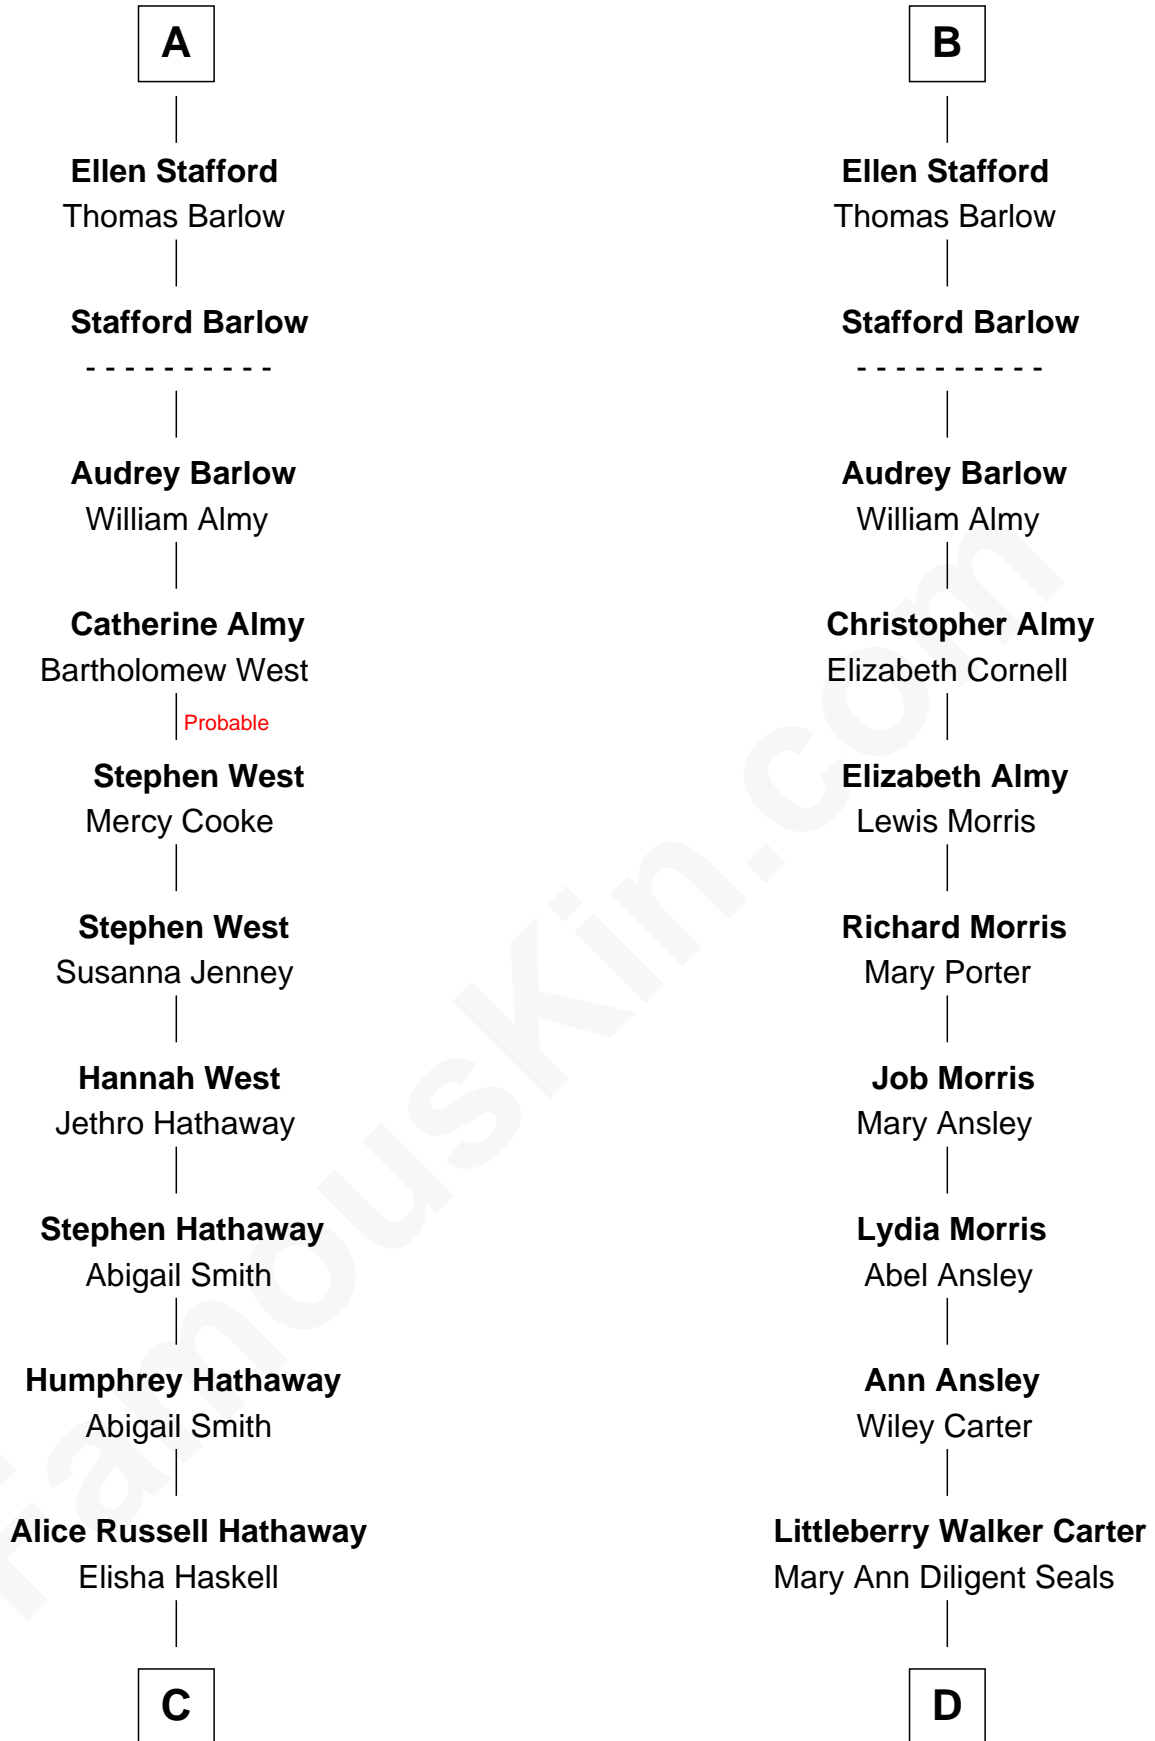 A
Ellen Stafford
Thomas Barlow
Stafford Barlow
- - - - - - - - - -
Audrey Barlow
William Almy
Catherine Almy
Bartholomew West
Probable
Stephen West
Mercy Cooke
Stephen West
Susanna Jenney
Hannah West
Jethro Hathaway
Stephen Hathaway
Abigail Smith
Humphrey Hathaway
Abigail Smith
Alice Russell Hathaway
Elisha Haskell
C
B
Ellen Stafford
Thomas Barlow
Stafford Barlow
- - - - - - - - - -
Audrey Barlow
William Almy
Christopher Almy
Elizabeth Cornell
Elizabeth Almy
Lewis Morris
Richard Morris
Mary Porter
Job Morris
Mary Ansley
Lydia Morris
Abel Ansley
Ann Ansley
Wiley Carter
Littleberry Walker Carter
Mary Ann Diligent Seals
D
FamousKin.com